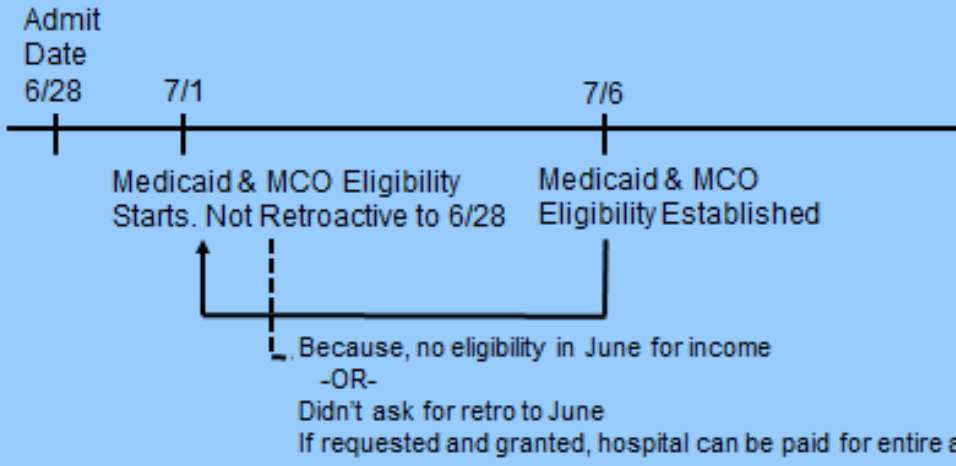 Admit
Date
6/28
7/1
7/6
Medicaid & MCO Eligibility
Starts. Not Retroactive to 6/28
Medicaid & MCO
Eligibility Established
Because, no eligibility in June for income
-OR-
Didn't ask for retro to June
If requested and granted, hospital can be paid for entire